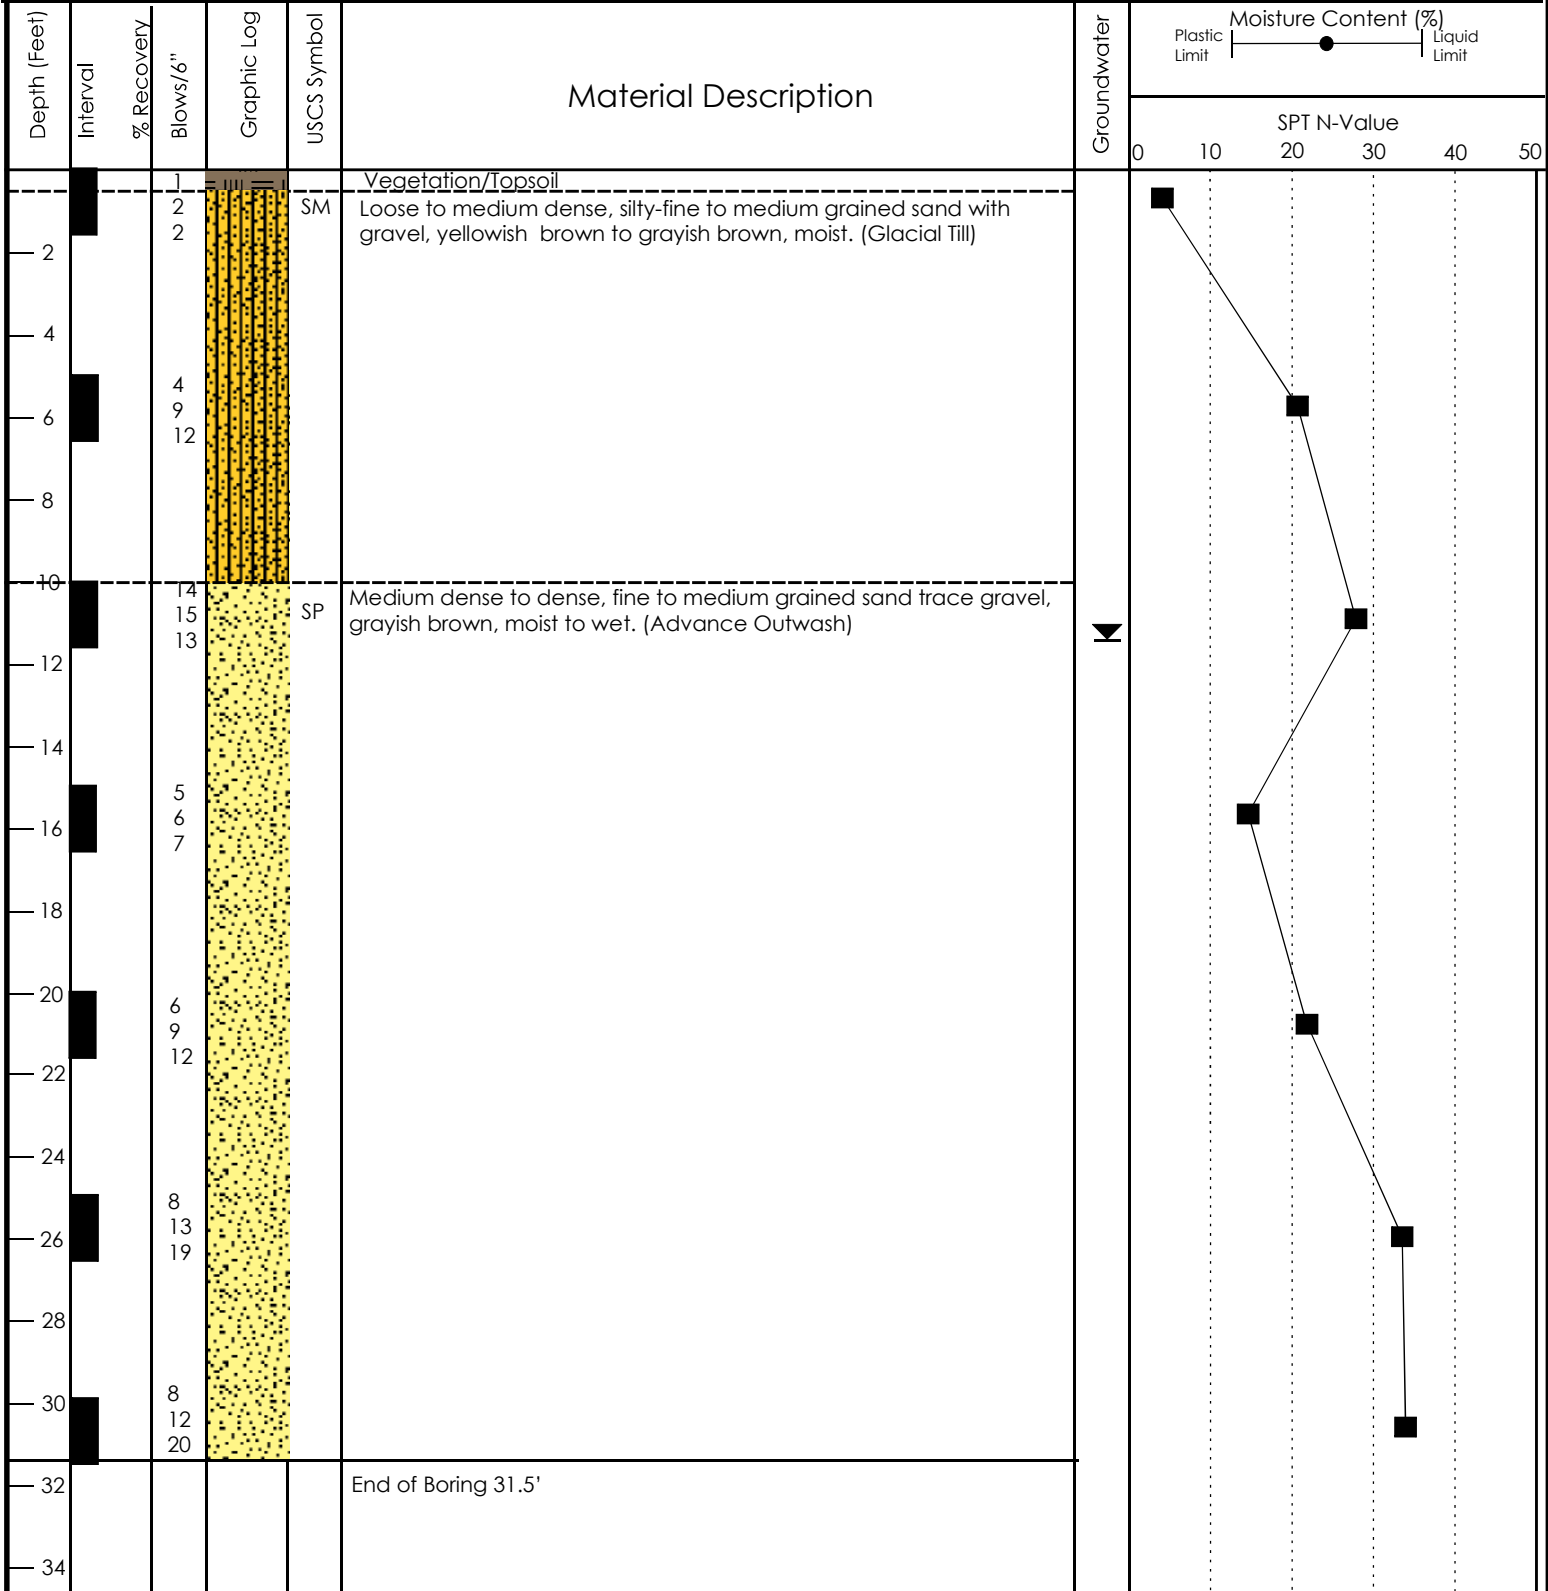 Depth (Feet)
Interval
% Recovery
Blows/6"
Graphic Log
USCS Symbol
Material Description
Groundwater
Moisture Content (%)
Plastic Limit
Liquid Limit
SPT N-Value
0 10 20 30 40 50
1
Vegetation/Topsoil
2
SM
Loose to medium dense, silty-fine to medium grained sand with
2
gravel, yellowish brown to grayish brown, moist. (Glacial Till)
2
4
4
9
6
12
8
10
14
Medium dense to dense, fine to medium grained sand trace gravel,
15
SP
grayish brown, moist to wet. (Advance Outwash)
13
12
14
5
6
16
7
18
20
6
9
12
22
24
8
13
26
19
28
8
30
12
20
32
End of Boring 31.5’
34